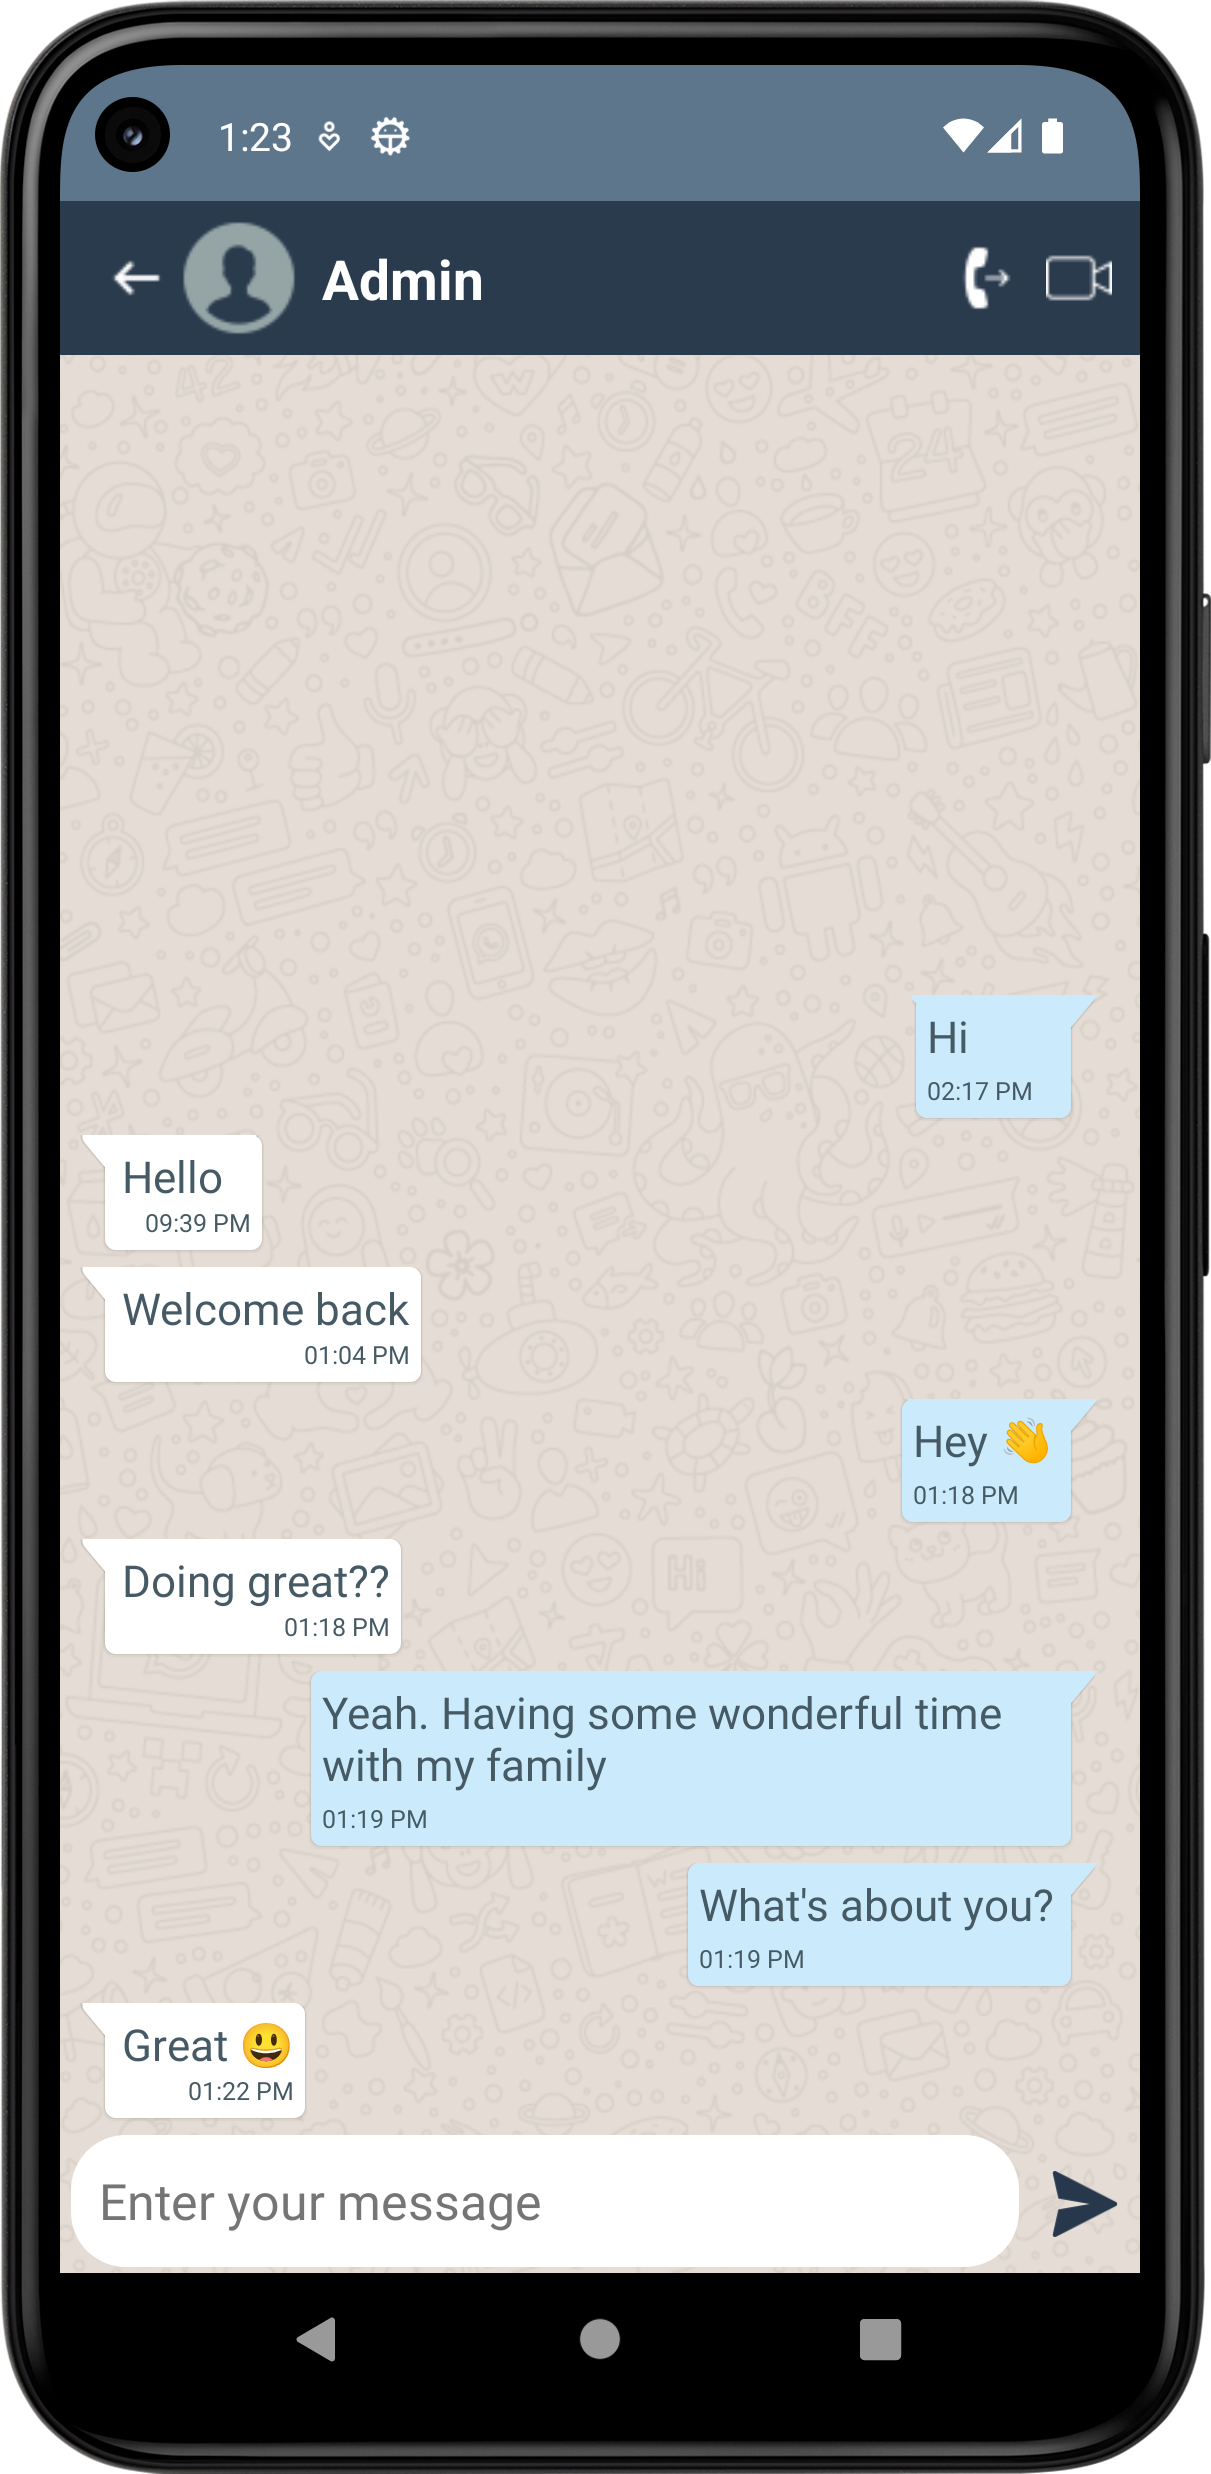 1:23
Admin
Hi
02:17 PM
Hello
09:39 PM
Welcome back
01:04 PM
Hey 👋
01:18 PM
Doing great??
01:18 PM
Yeah. Having some wonderful time
with my family
01:19 PM
What's about you?
01:19 PM
Great 😃
01:22 PM
Enter your message